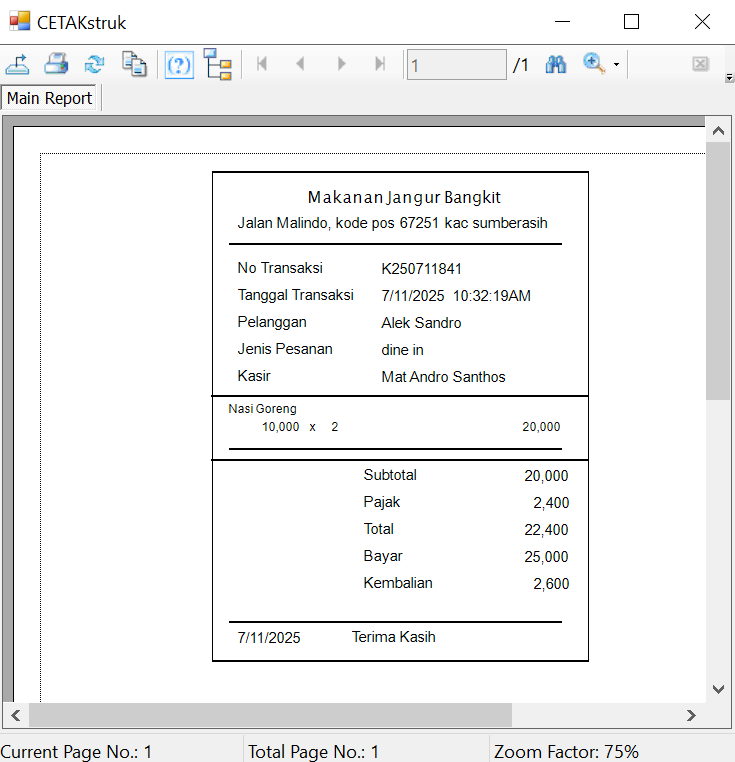 CETAKstruk
1 /1
Main Report
Makanan Jangur Bangkit
Jalan Malindo, kode pos 67251 kac sumberasih
No Transaksi K250711841
Tanggal Transaksi 7/11/2025 10:32:19AM
Pelanggan Alek Sandro
Jenis Pesanan dine in
Kasir Mat Andro Santhos
Nasi Goreng
10,000 x 2 20,000
Subtotal 20,000
Pajak 2,400
Total 22,400
Bayar 25,000
Kembalian 2,600
7/11/2025 Terima Kasih
Current Page No.: 1 Total Page No.: 1 Zoom Factor: 75%